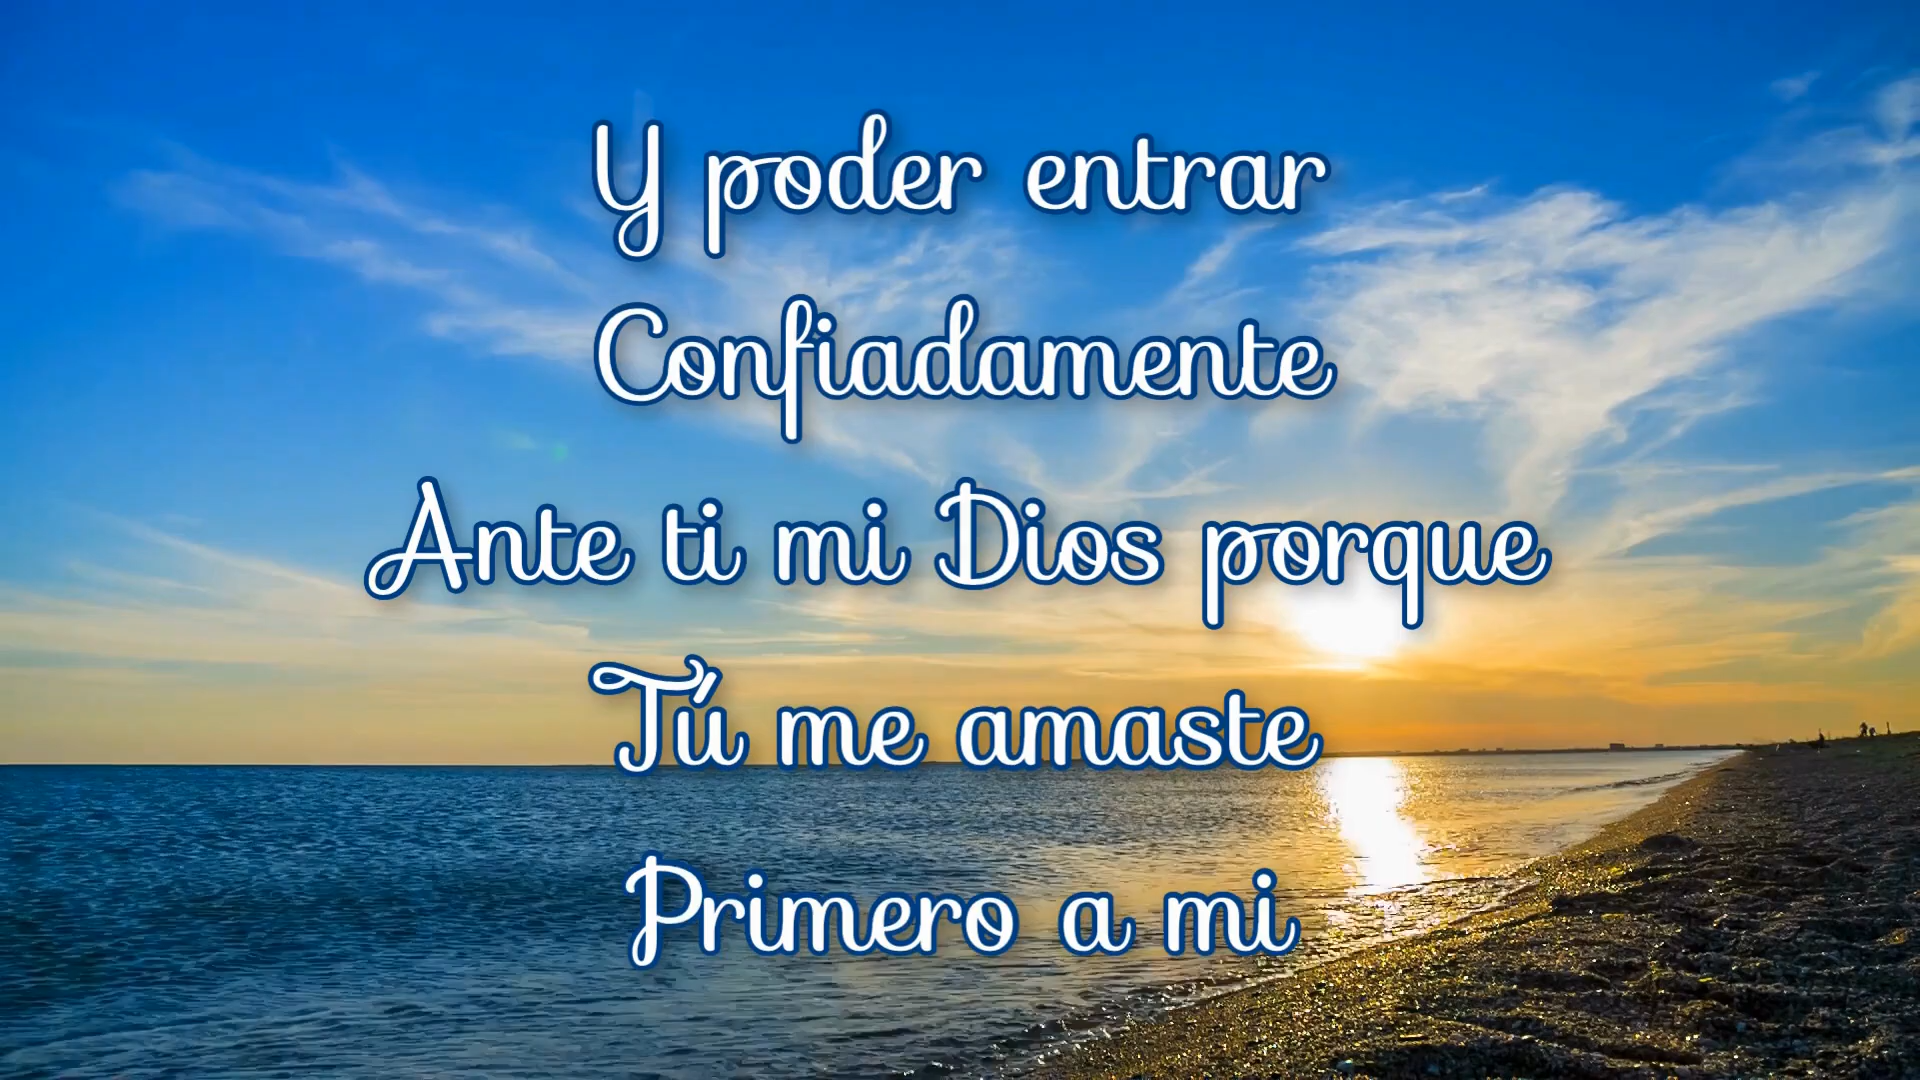 Y poder entrar
Confiadamente
Ante ti mi Dios porque
Tú me amaste
Primero a mi